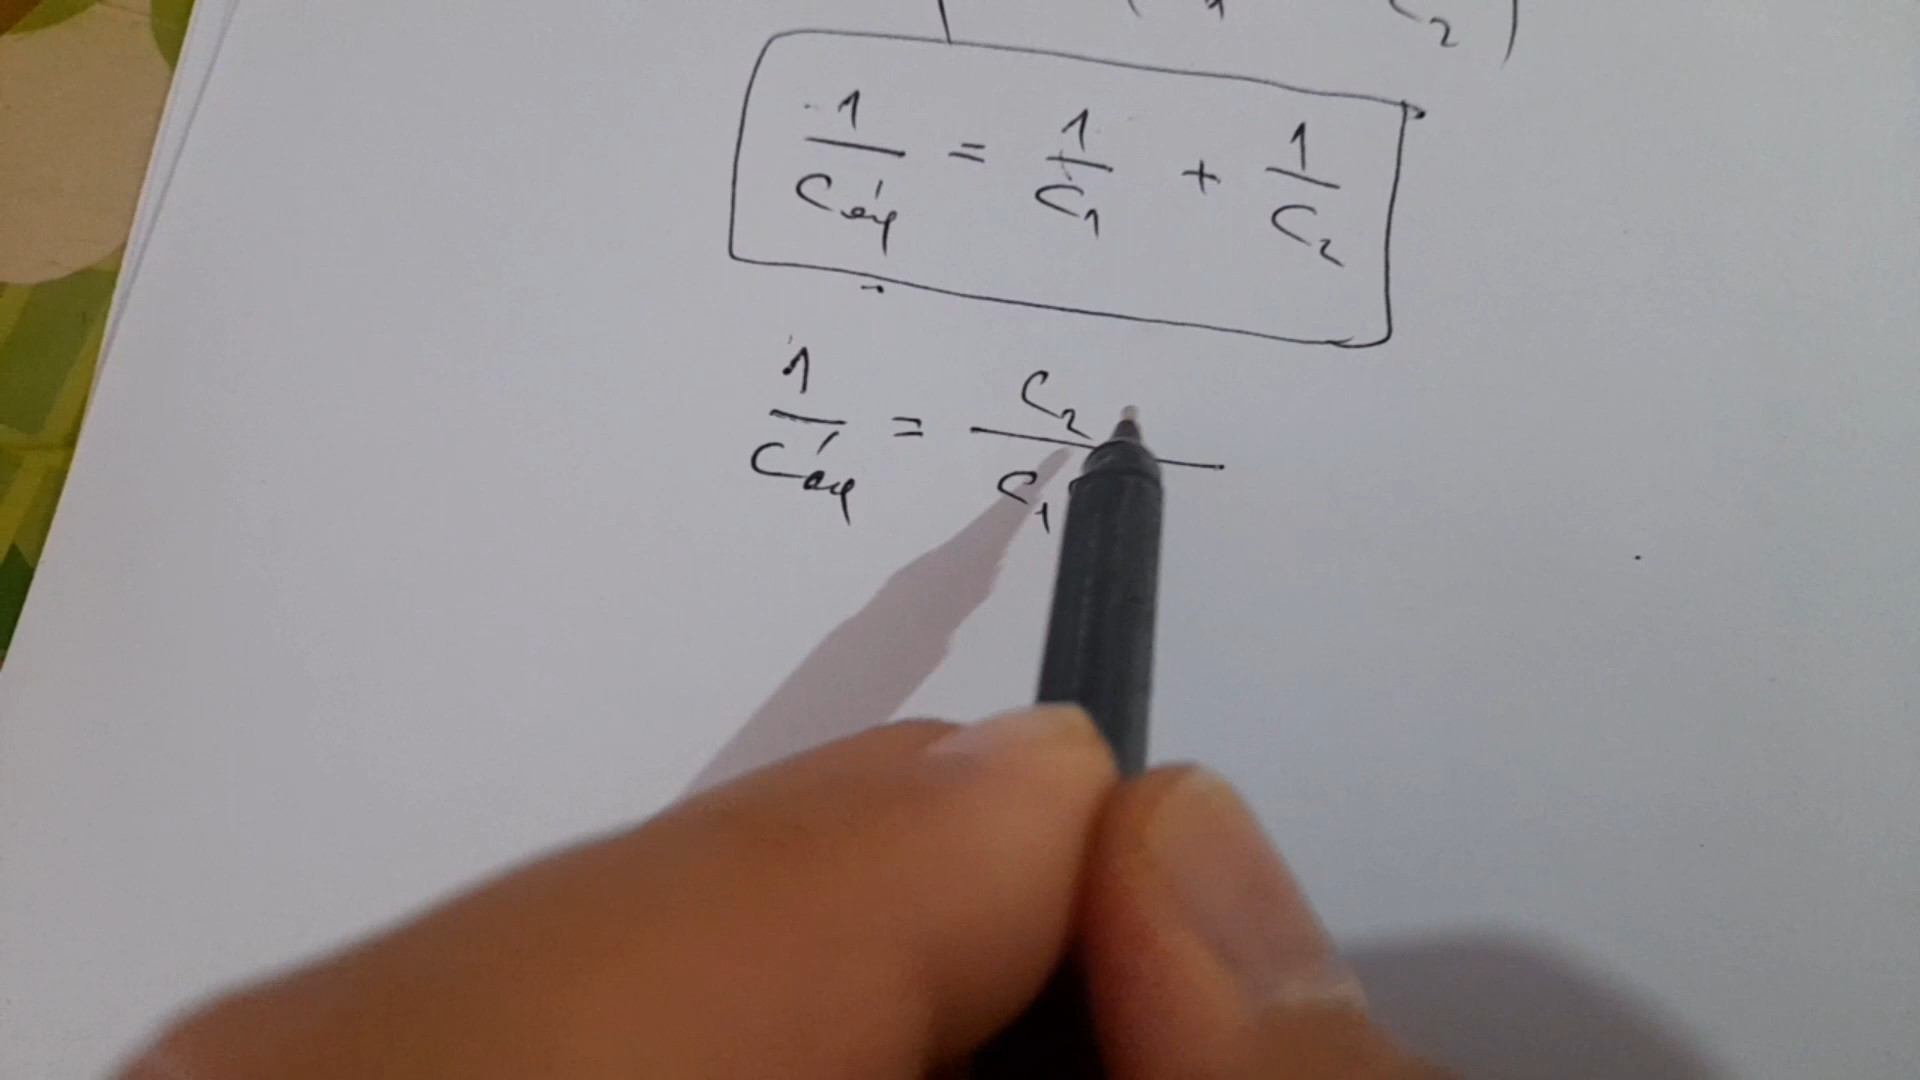 1/Céq = 1/C1 + 1/C2
1/Céq = C2/C1